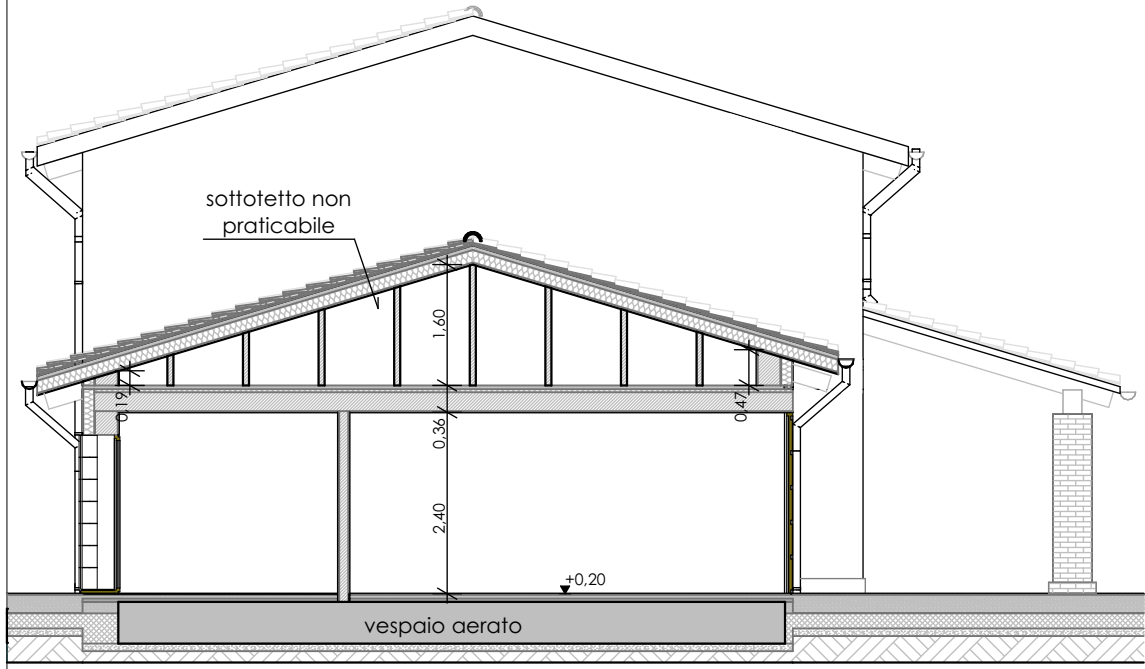 sottotetto non
praticabile
1,60
0,19
0,47
0,36
2,40
+0,20
vespaio aerato